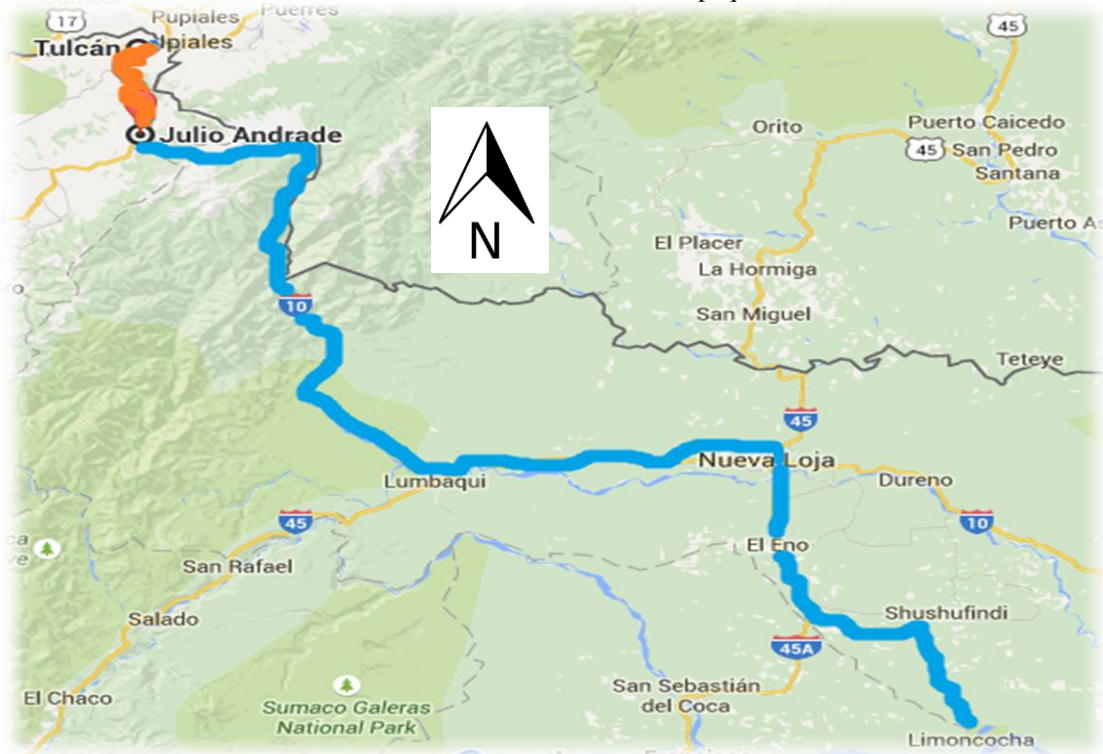 17
Pupiales
Puerres
Tulcán
Ipiales
45
Julio Andrade
Orito
Puerto Caicedo
45
San Pedro
Santana
N
El Placer
Puerto As
La Hormiga
10
San Miguel
Teteye
45
Nueva Loja
Lumbaqui
Dureno
45
10
El Eno
San Rafael
Shushufindi
Salado
45A
San Sebastián
del Coca
El Chaco
Sumaco Galeras
National Park
Limoncocha